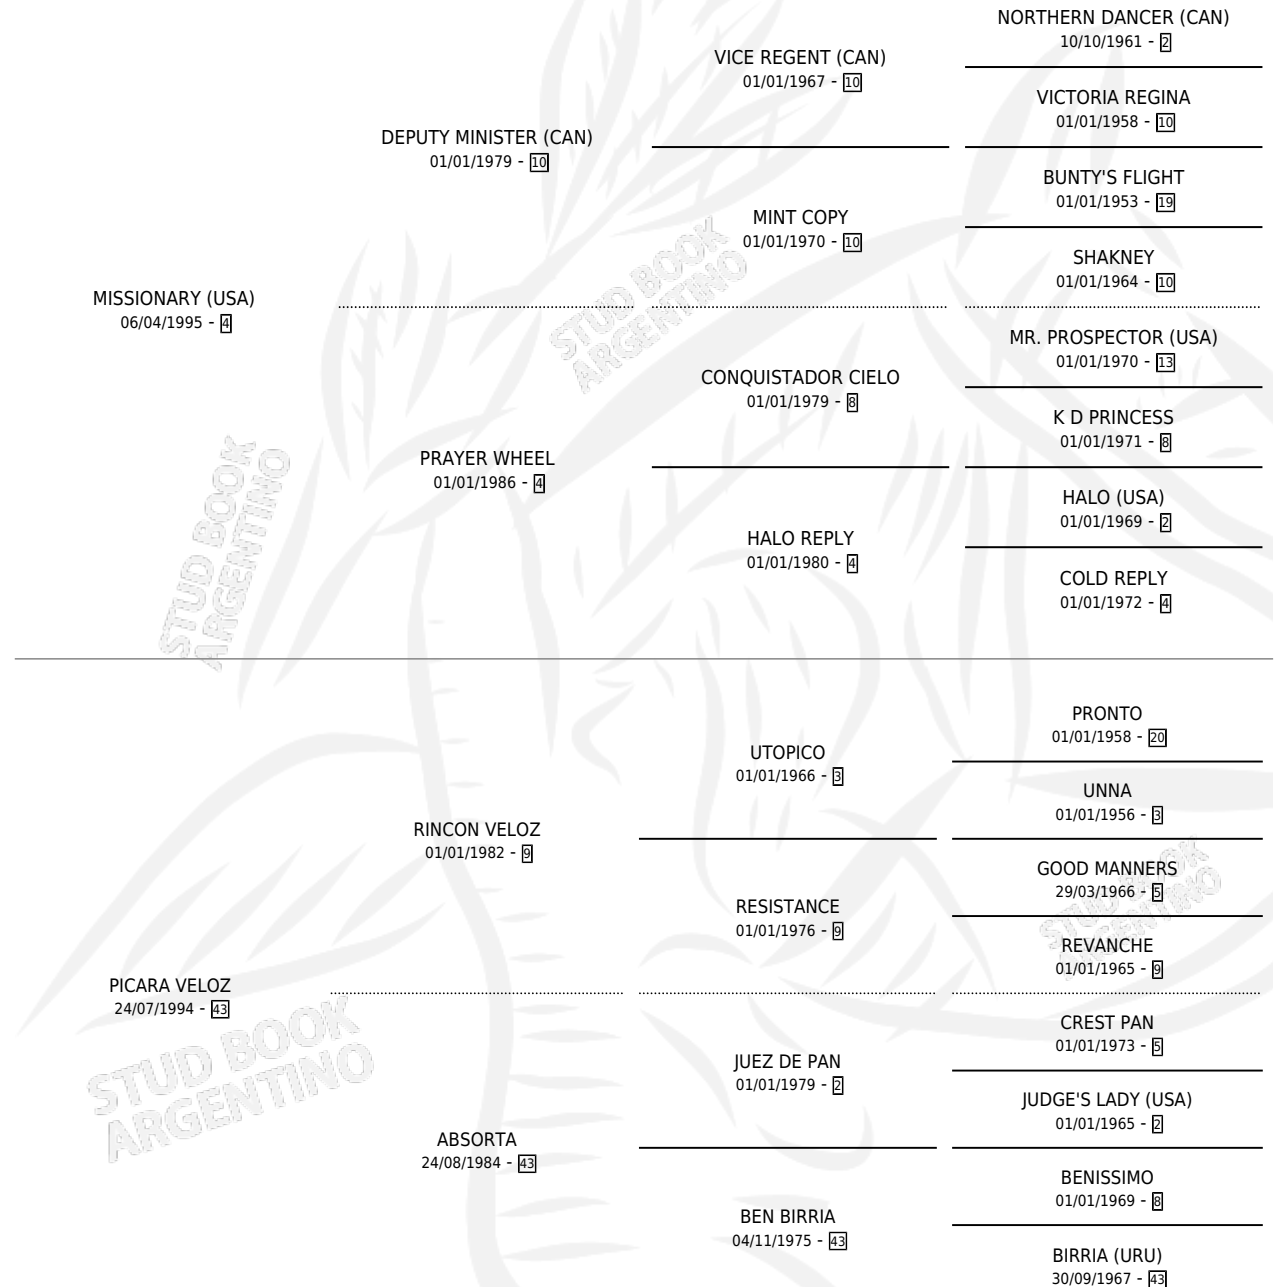 NORTHERN DANCER (CAN)
10/10/1961 - 2
VICE REGENT (CAN)
01/01/1967 - 10
VICTORIA REGINA
01/01/1958 - 10
DEPUTY MINISTER (CAN)
01/01/1979 - 10
BUNTY'S FLIGHT
01/01/1953 - 19
MINT COPY
01/01/1970 - 10
SHAKNEY
01/01/1964 - 10
MISSIONARY (USA)
06/04/1995 - 4
MR. PROSPECTOR (USA)
01/01/1970 - 13
CONQUISTADOR CIELO
01/01/1979 - 8
K D PRINCESS
01/01/1971 - 8
PRAYER WHEEL
01/01/1986 - 4
HALO (USA)
01/01/1969 - 2
HALO REPLY
01/01/1980 - 4
COLD REPLY
01/01/1972 - 4
PRONTO
01/01/1958 - 20
UTOPICO
01/01/1966 - 3
UNNA
01/01/1956 - 3
RINCON VELOZ
01/01/1982 - 9
GOOD MANNERS
29/03/1966 - 5
RESISTANCE
01/01/1976 - 9
REVANCHE
01/01/1965 - 9
PICARA VELOZ
24/07/1994 - 43
CREST PAN
01/01/1973 - 5
JUEZ DE PAN
01/01/1979 - 2
JUDGE'S LADY (USA)
01/01/1965 - 2
ABSORTA
24/08/1984 - 43
BENISSIMO
01/01/1969 - 8
BEN BIRRIA
04/11/1975 - 43
BIRRIA (URU)
30/09/1967 - 43
STUD BOOK
ARGENTINO
STUD BOOK
ARGENTINO
STUD BOOK
ARGENTINO
STUD BOOK
ARGENTINO